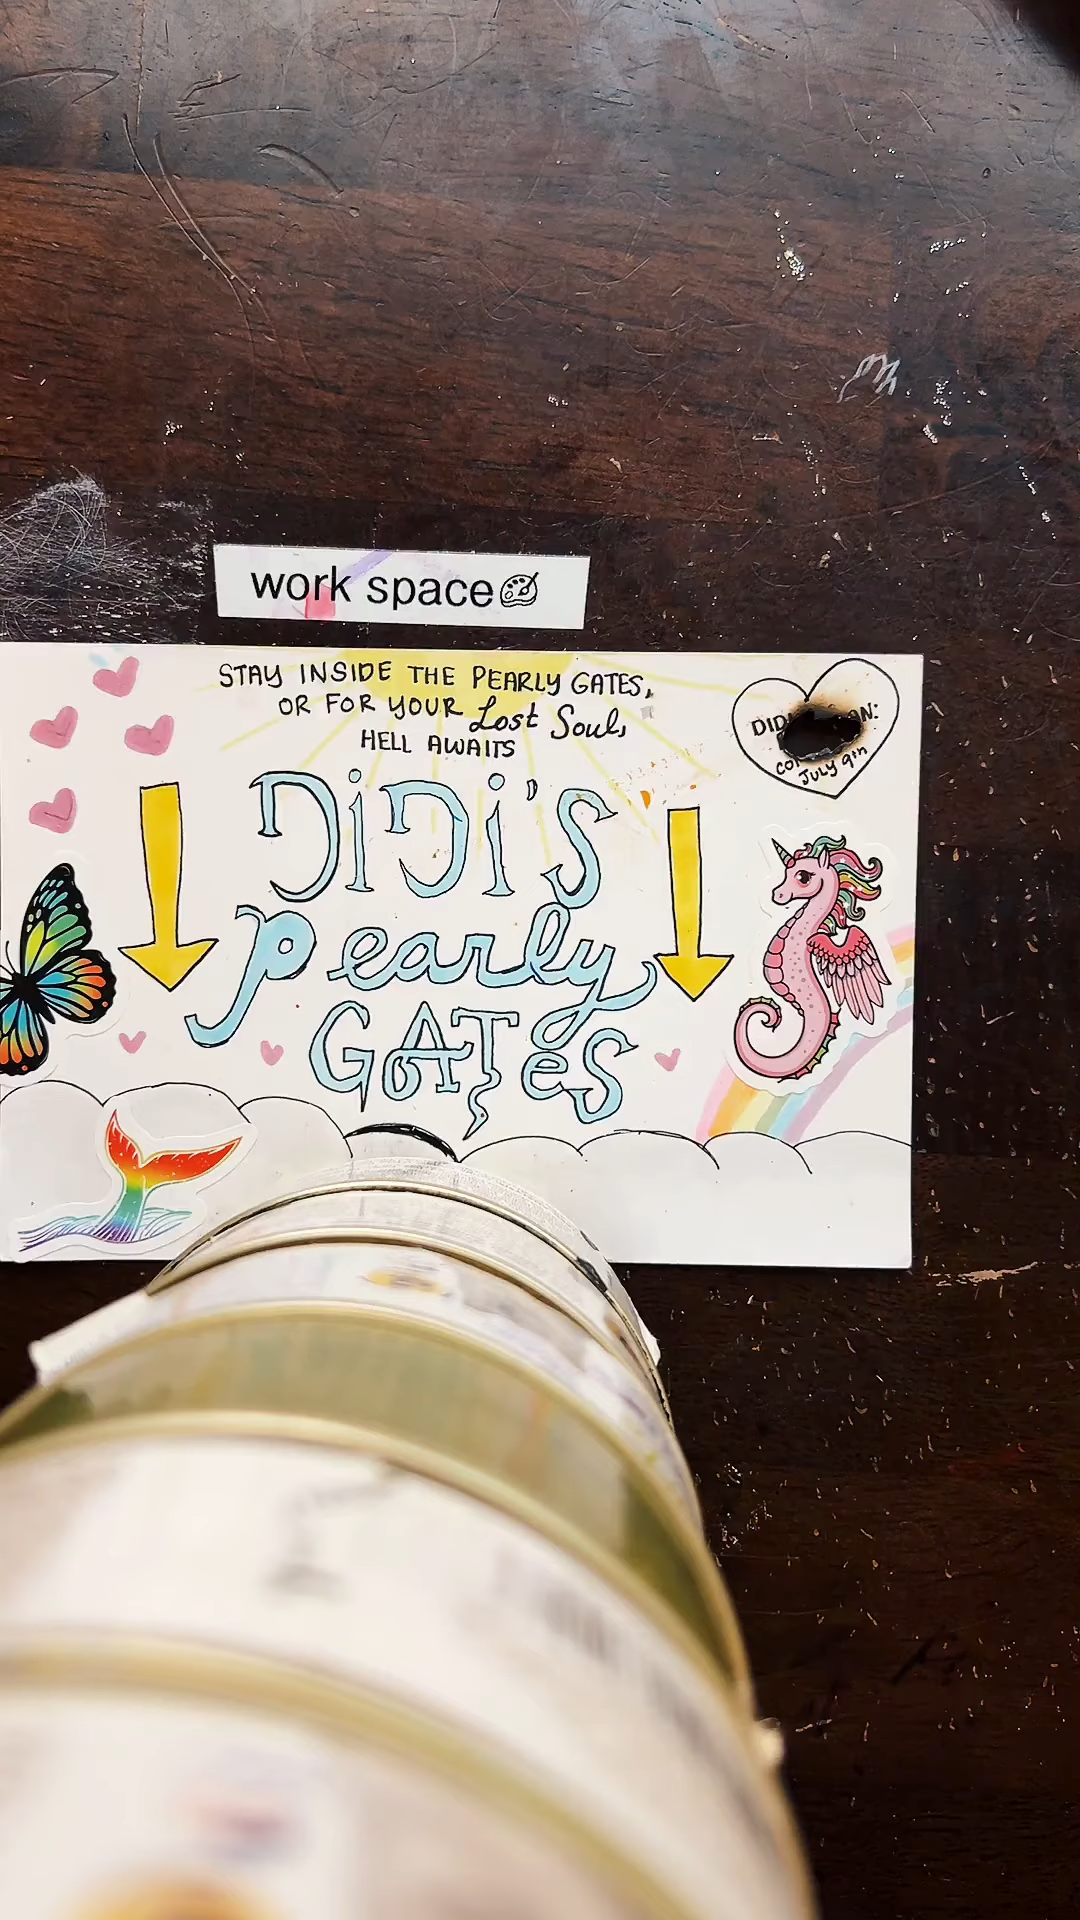 work space
STAY INSIDE THE PEARLY GATES,
OR FOR YOUR Lost Soul,
HELL AWAITS
DiDi's
Pearly
GATeS
JULY 9th